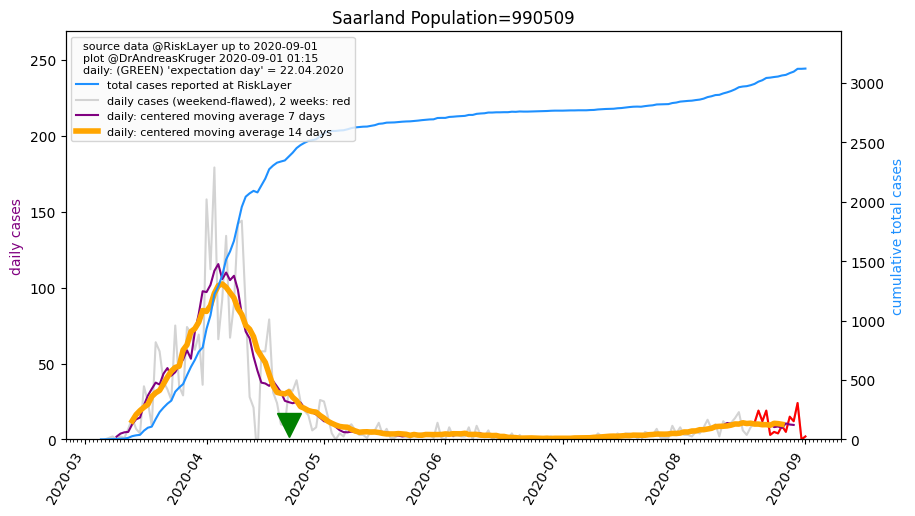 Saarland Population=990509
source data @RiskLayer up to 2020-09-01
plot @DrAndreasKruger 2020-09-01 01:15
daily: (GREEN) 'expectation day' = 22.04.2020
total cases reported at RiskLayer
daily cases (weekend-flawed), 2 weeks: red
daily: centered moving average 7 days
daily: centered moving average 14 days
daily cases
250
200
150
100
50
0
cumulative total cases
3000
2500
2000
1500
1000
500
0
2020-03
2020-04
2020-05
2020-06
2020-07
2020-08
2020-09